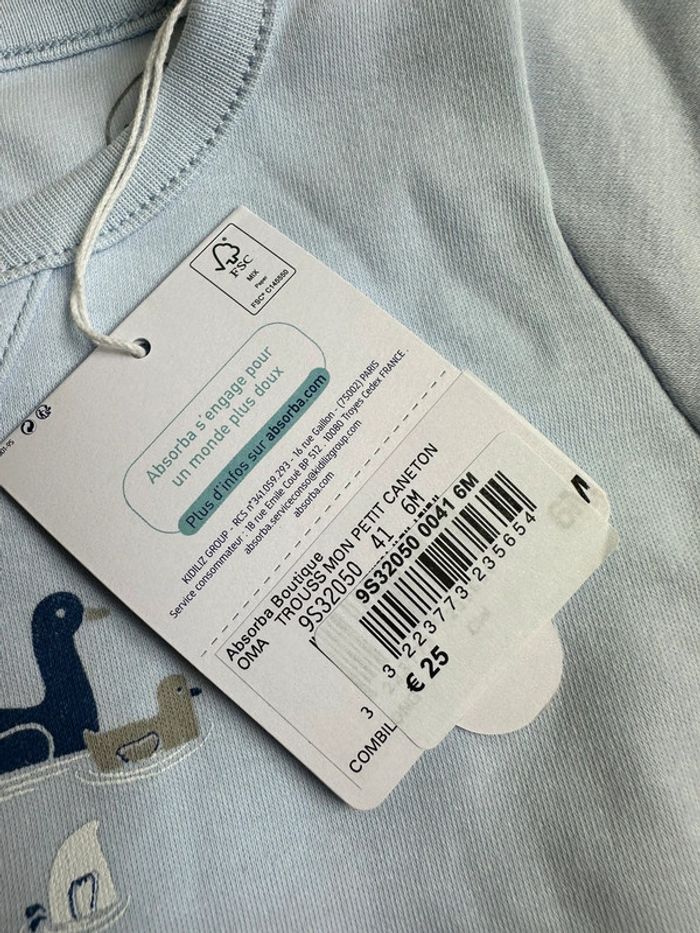 FSC
MIX
Paper
FSC® C145550
Absorba s'engage pour
un monde plus doux
Plus d'infos sur absorba.com
KIDILIZ GROUP - RCS n°341059.293 - 16 rue Gaillon - (75002) PARIS
Service consommateur : 18 rue Emile Coué BP 512 . 10080 Troyes Cedex FRANCE .
absorba.serviceconso@kidilizgroup.com
absorba.com
Absorba Boutique
OMA TROUSS MON PETIT CANETON
9S32050 41 6M
9S32050 0041 6M
3 223773 235654
€ 25
3
COMBIL